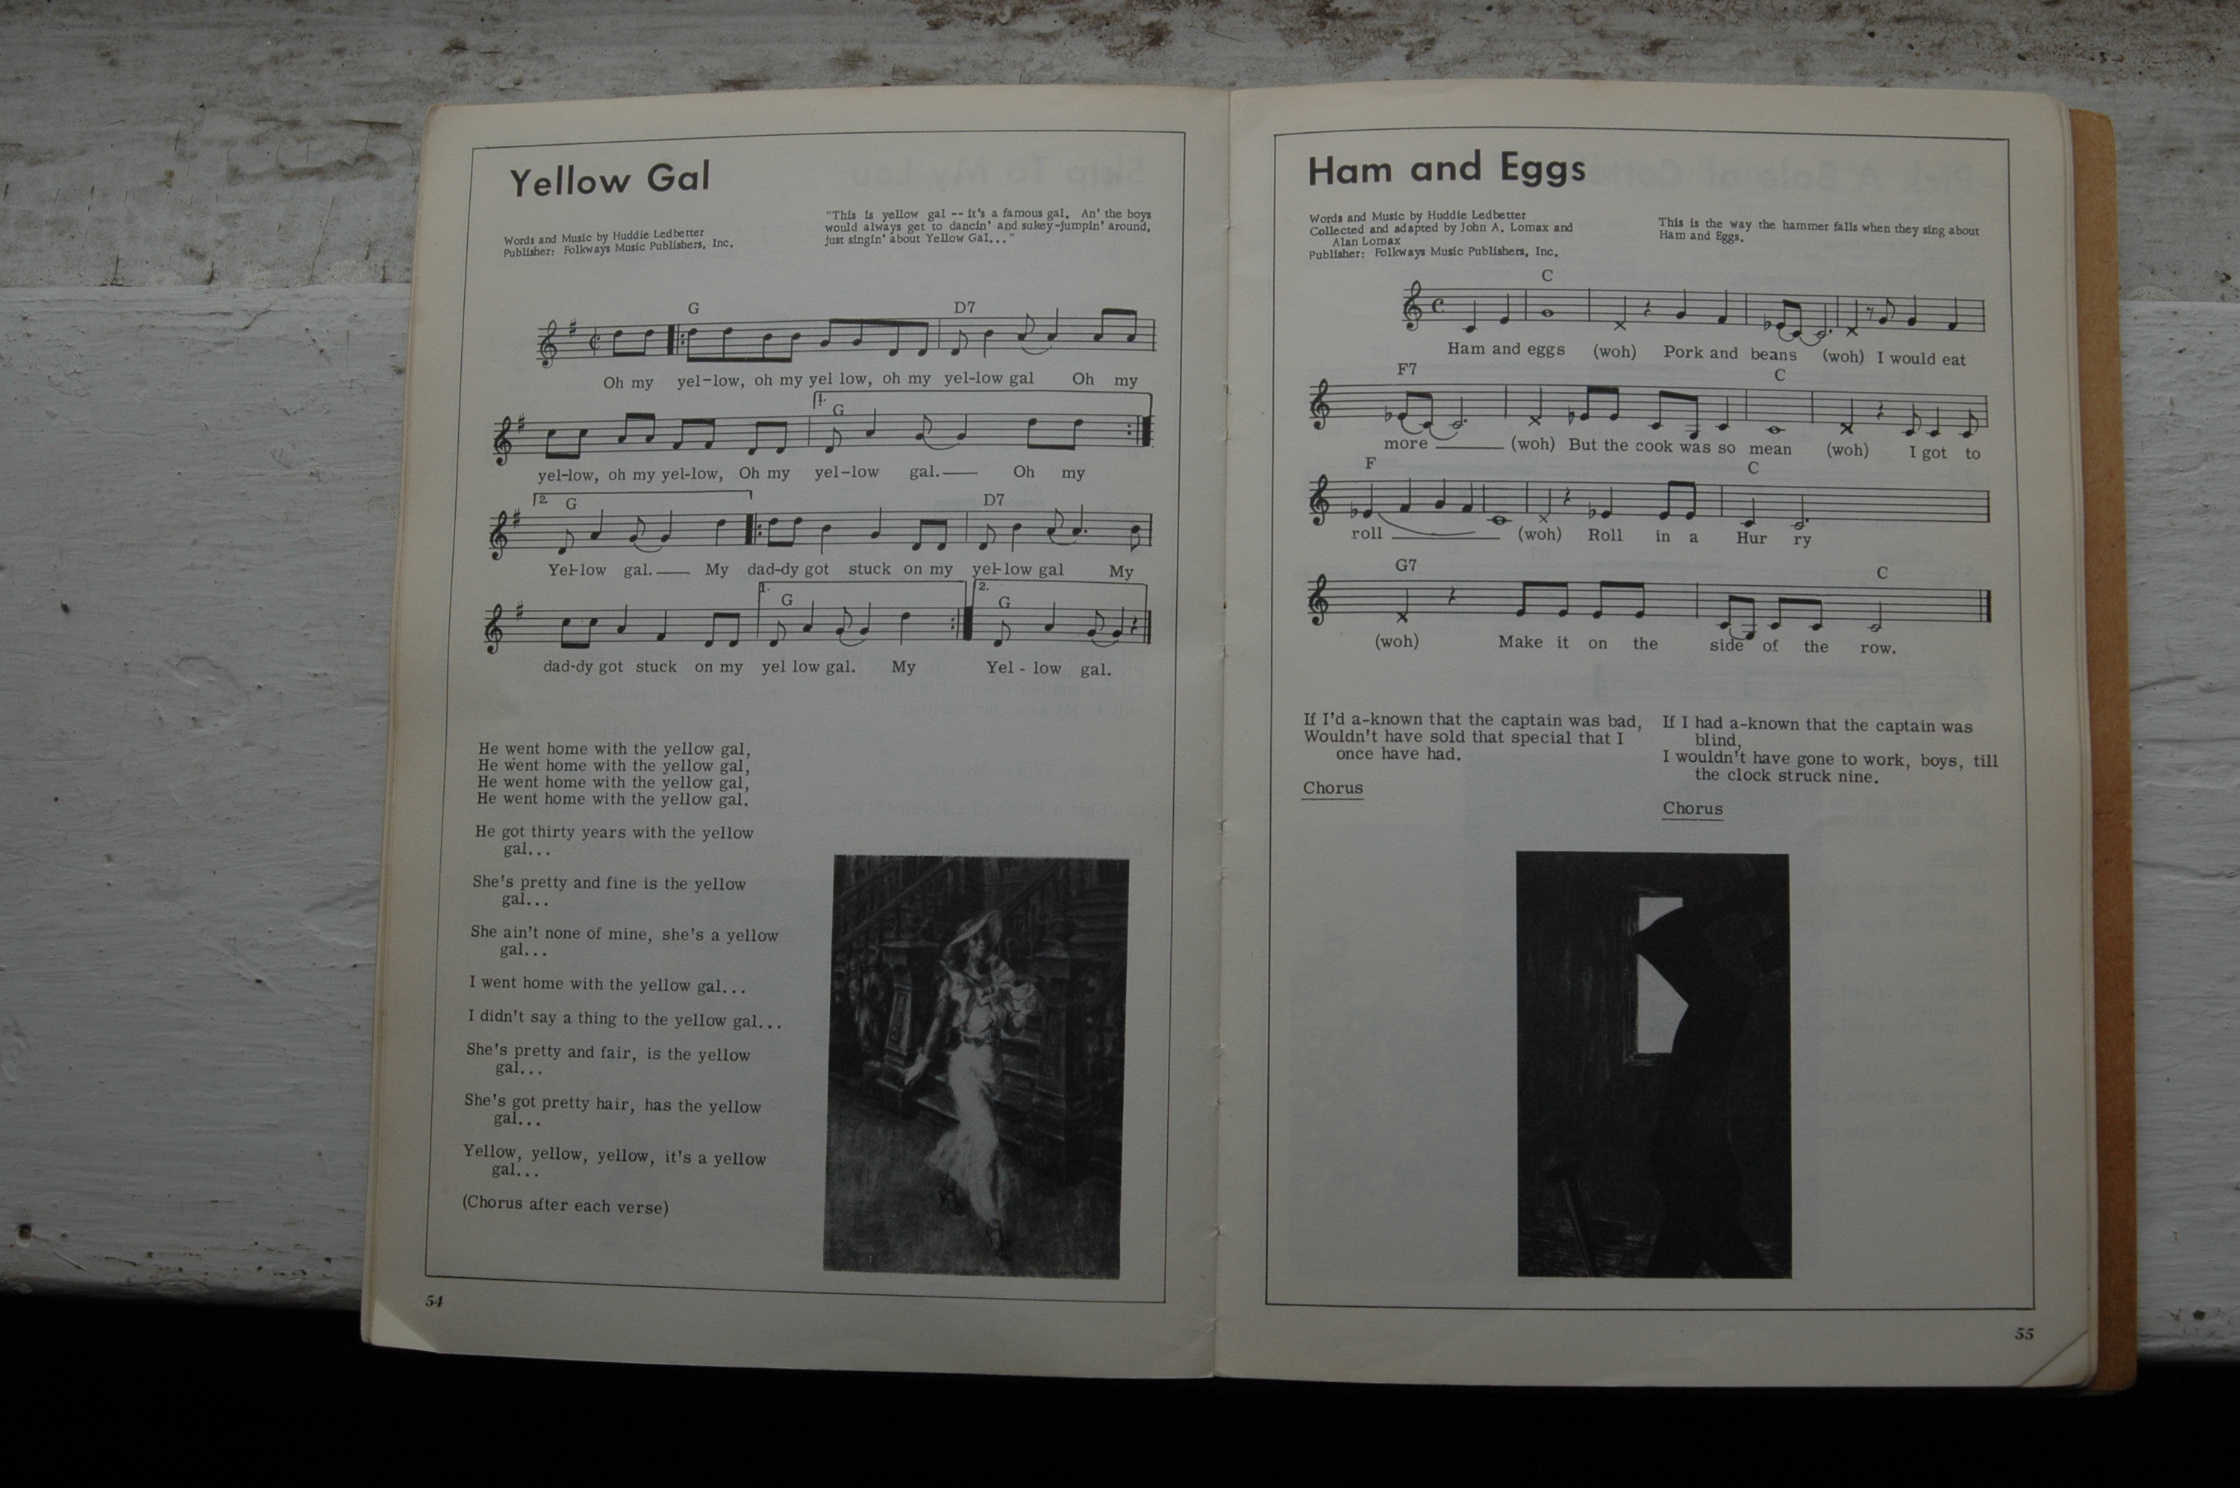 Yellow Gal
Words and Music by Huddie Ledbetter
Publisher: Folkways Music Publishers, Inc.
"This is yellow gal -- it's a famous gal. An' the boys
would always get to dancin' and sukey-jumpin' around,
just singin' about Yellow Gal..."
G D7
Oh my yel-low, oh my yel low, oh my yel-low gal Oh my
1. G
yel-low, oh my yel-low, Oh my yel-low gal. Oh my
2. G D7
Yel-low gal. My dad-dy got stuck on my yel-low gal My
1. G 2. G
dad-dy got stuck on my yel low gal. My Yel - low gal.
He went home with the yellow gal,
He went home with the yellow gal,
He went home with the yellow gal,
He went home with the yellow gal.
He got thirty years with the yellow
gal...
She's pretty and fine is the yellow
gal...
She ain't none of mine, she's a yellow
gal...
I went home with the yellow gal...
I didn't say a thing to the yellow gal...
She's pretty and fair, is the yellow
gal...
She's got pretty hair, has the yellow
gal...
Yellow, yellow, yellow, it's a yellow
gal...
(Chorus after each verse)
54
Ham and Eggs
Words and Music by Huddie Ledbetter
Collected and adapted by John A. Lomax and
Alan Lomax
Publisher: Folkways Music Publishers, Inc.
This is the way the hammer falls when they sing about
Ham and Eggs.
C
Ham and eggs (woh) Pork and beans (woh) I would eat
F7 C
more (woh) But the cook was so mean (woh) I got to
F C
roll (woh) Roll in a Hur ry
G7 C
(woh) Make it on the side of the row.
If I'd a-known that the captain was bad,
Wouldn't have sold that special that I
once have had.
Chorus
If I had a-known that the captain was
blind,
I wouldn't have gone to work, boys, till
the clock struck nine.
Chorus
55